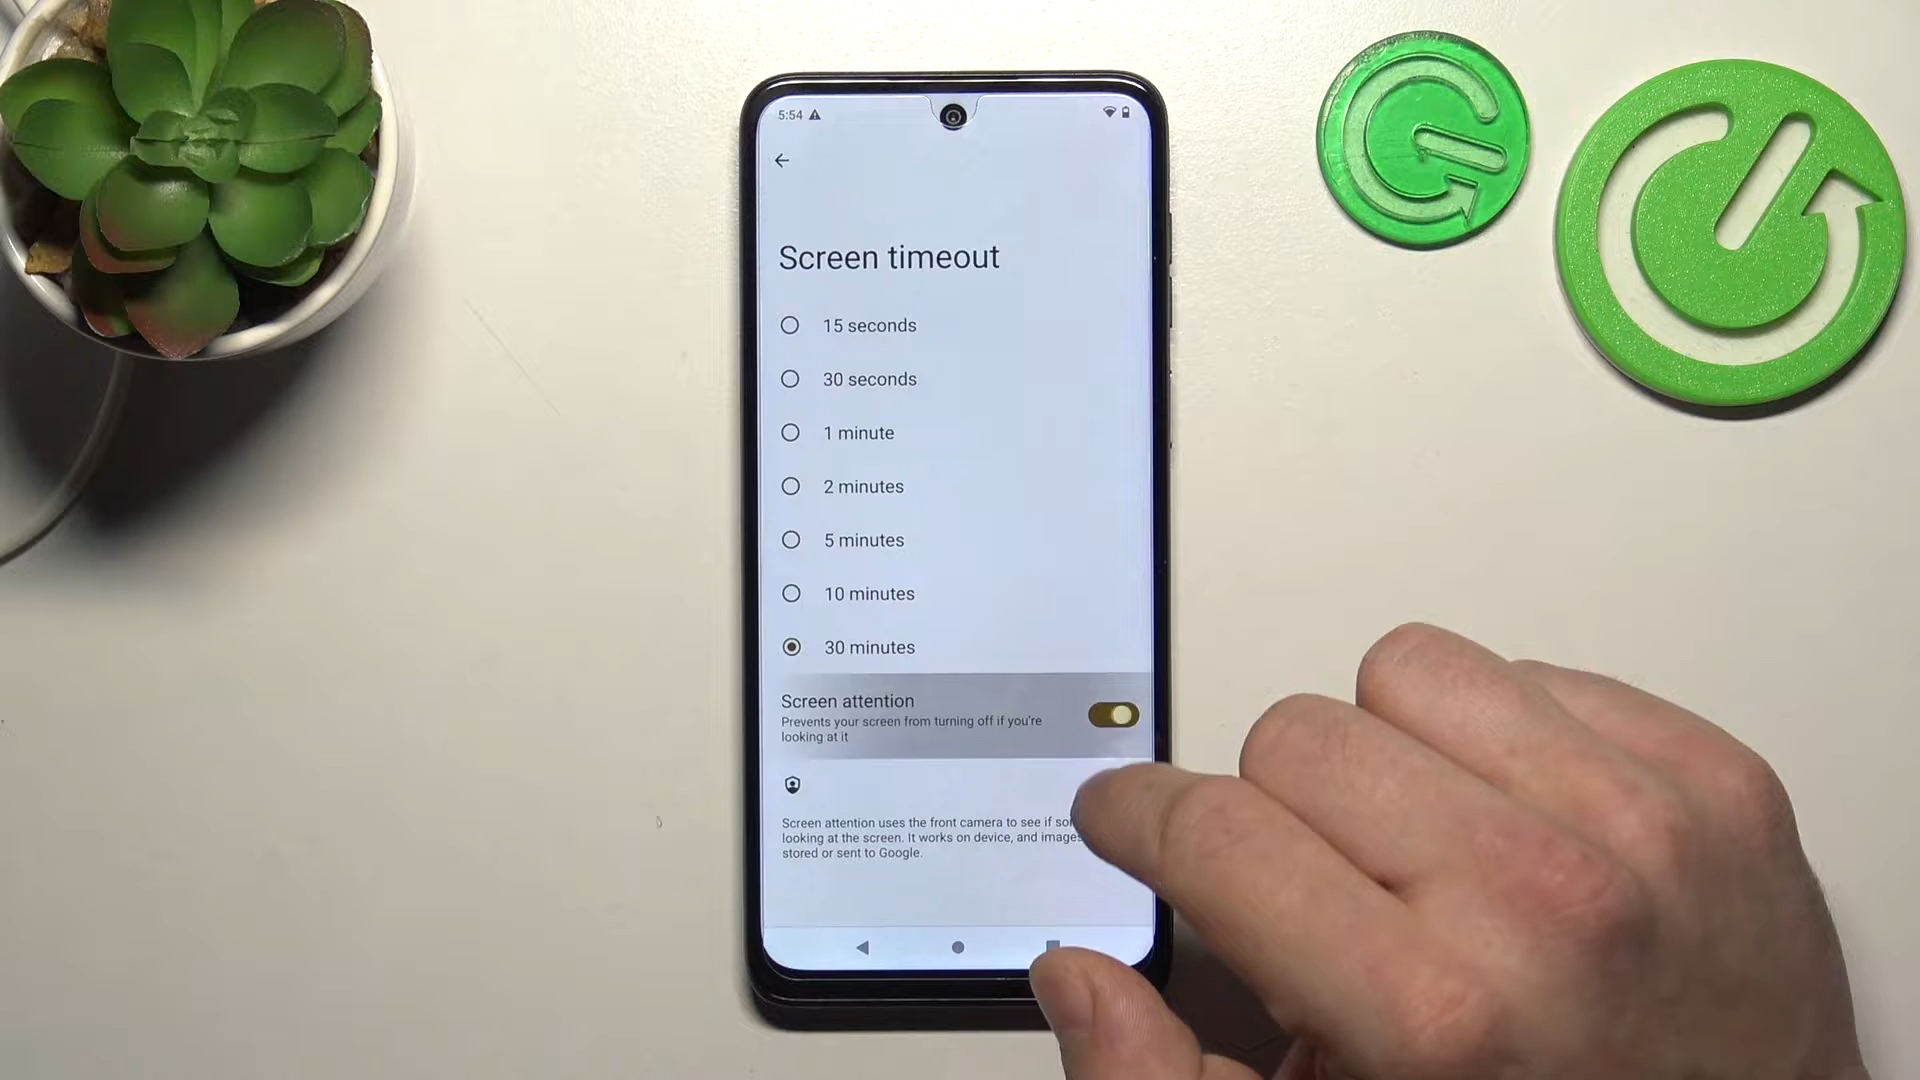 5:54
Screen timeout
15 seconds
30 seconds
1 minute
2 minutes
5 minutes
10 minutes
30 minutes
Screen attention
Prevents your screen from turning off if you're
looking at it
Screen attention uses the front camera to see if
looking at the screen. It works on device, and images
stored or sent to Google.